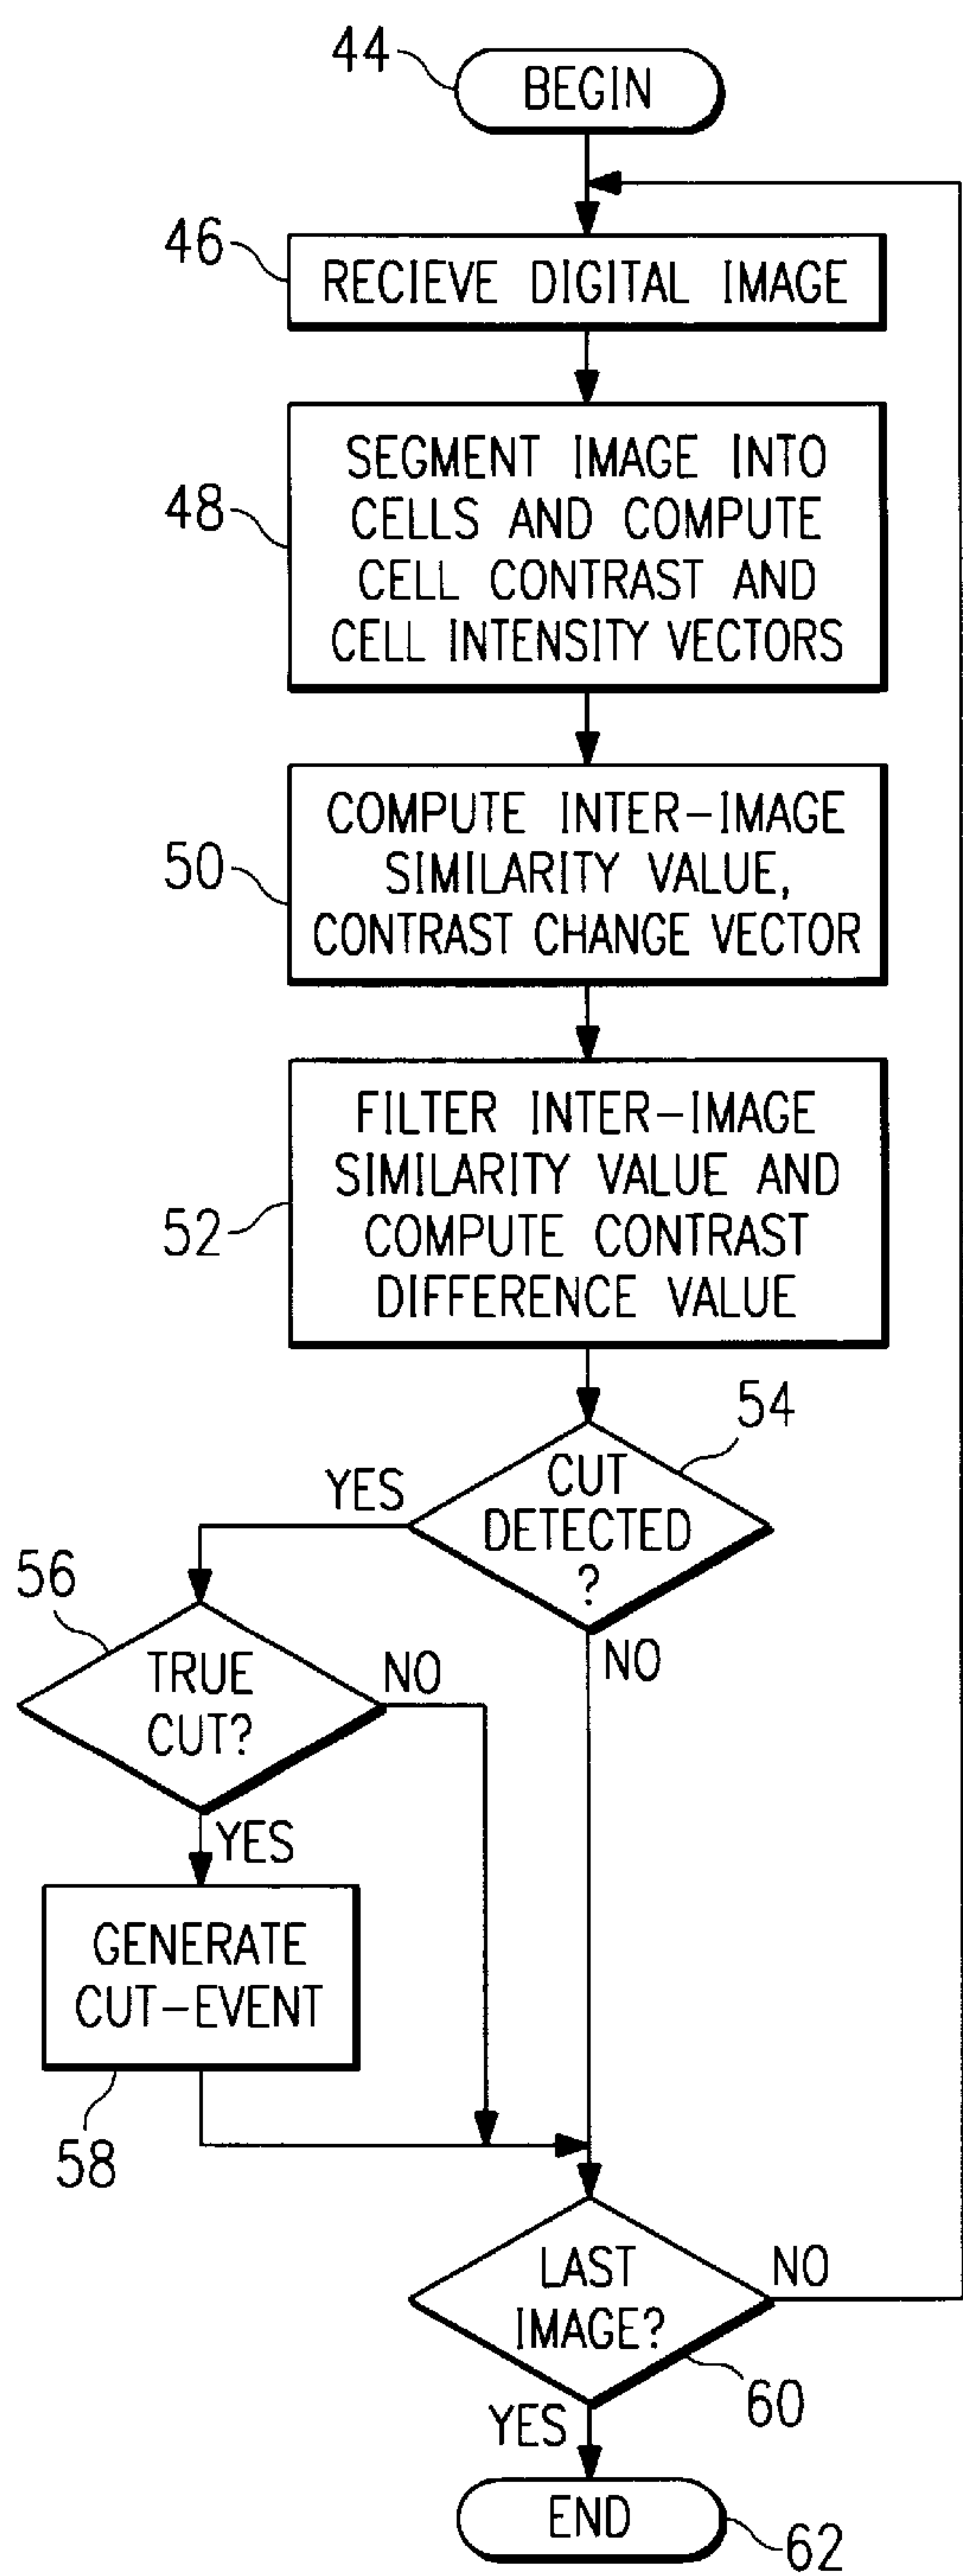 44
BEGIN
46
RECIEVE DIGITAL IMAGE
48
SEGMENT IMAGE INTO
CELLS AND COMPUTE
CELL CONTRAST AND
CELL INTENSITY VECTORS
50
COMPUTE INTER-IMAGE
SIMILARITY VALUE,
CONTRAST CHANGE VECTOR
52
FILTER INTER-IMAGE
SIMILARITY VALUE AND
COMPUTE CONTRAST
DIFFERENCE VALUE
54
CUT
DETECTED
?
YES
NO
56
TRUE
CUT?
NO
YES
GENERATE
CUT-EVENT
58
LAST
IMAGE?
NO
60
YES
END
62